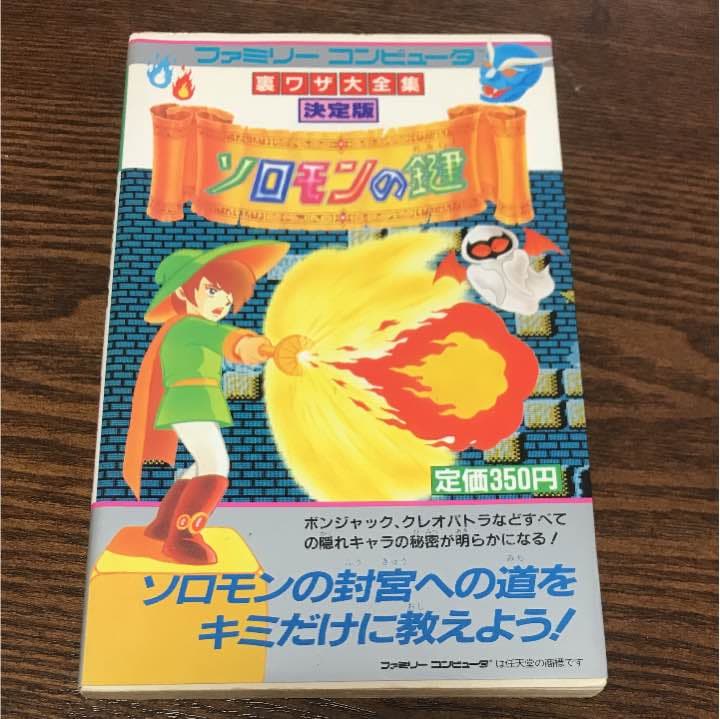 ファミリー コンピュータ
裏ワザ大全集
決定版
ソロモンの鍵
定価350円
ボンジャック、クレオパトラなどすべて
の隠れキャラの秘密が明らかになる!
ソロモンの封宮への道を
キミだけに教えよう!
ファミリー コンピュータ は任天堂の商標です